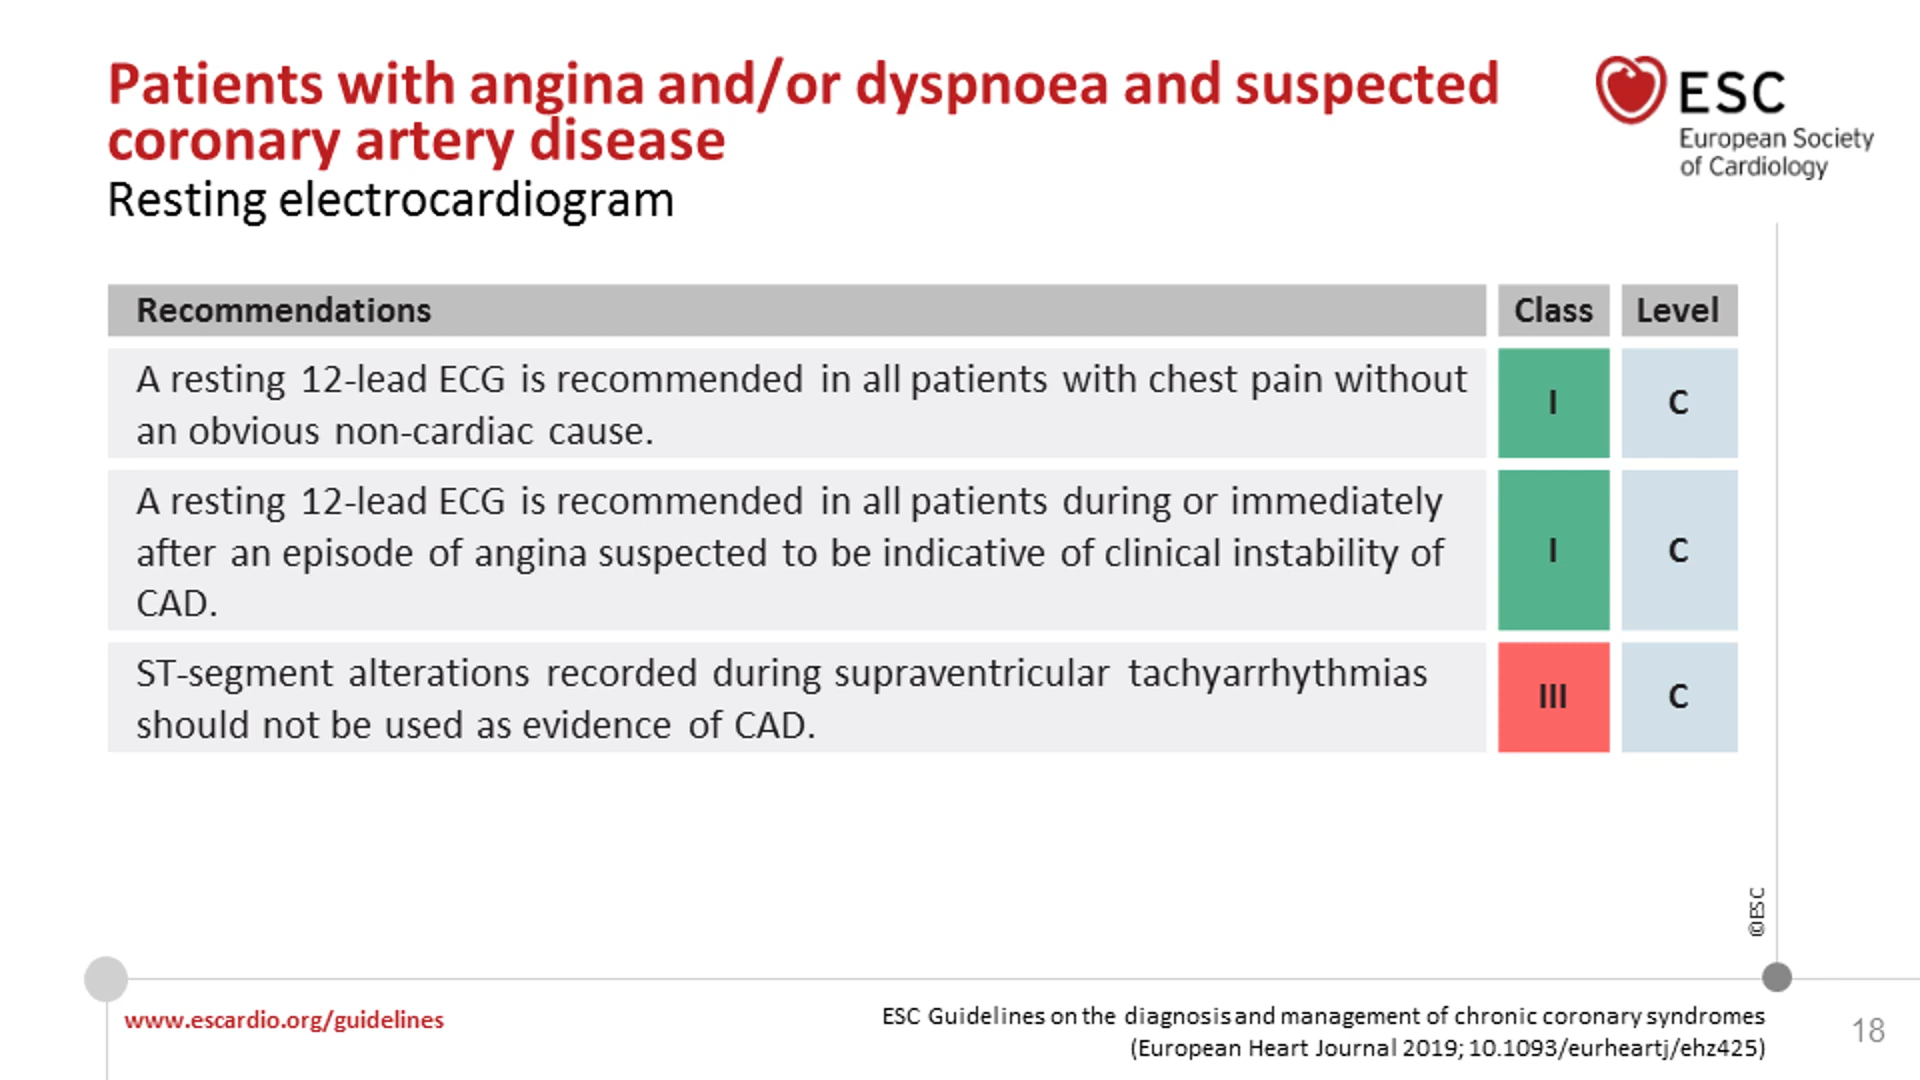 Patients with angina and/or dyspnoea and suspected
coronary artery disease
Resting electrocardiogram
ESC
European Society
of Cardiology
Recommendations Class Level
A resting 12-lead ECG is recommended in all patients with chest pain without
an obvious non-cardiac cause.
I C
A resting 12-lead ECG is recommended in all patients during or immediately
after an episode of angina suspected to be indicative of clinical instability of
CAD.
I C
ST-segment alterations recorded during supraventricular tachyarrhythmias
should not be used as evidence of CAD.
III C
©ESC
www.escardio.org/guidelines
ESC Guidelines on the diagnosis and management of chronic coronary syndromes
(European Heart Journal 2019; 10.1093/eurheartj/ehz425)
18